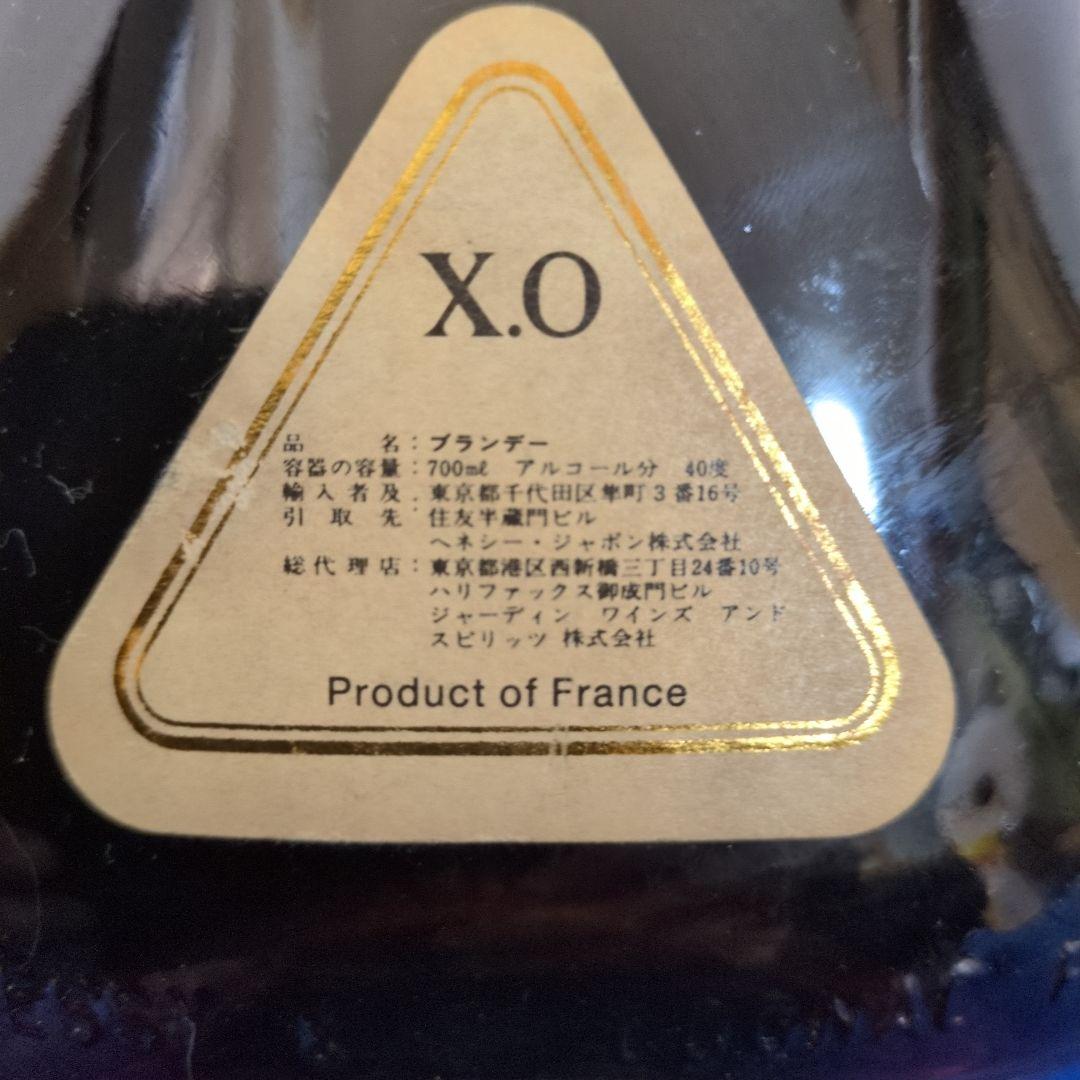 X.O
品名：ブランデー
容器の容量：700mℓ アルコール分 40度
輸入者及：東京都千代田区隼町3番16号
引取先 住友半蔵門ビル
ヘネシー・ジャポン株式会社
総代理店：東京都港区西新橋三丁目24番10号
ハリファックス御成門ビル
ジャーディン ワインズ アンド
スピリッツ 株式会社
Product of France